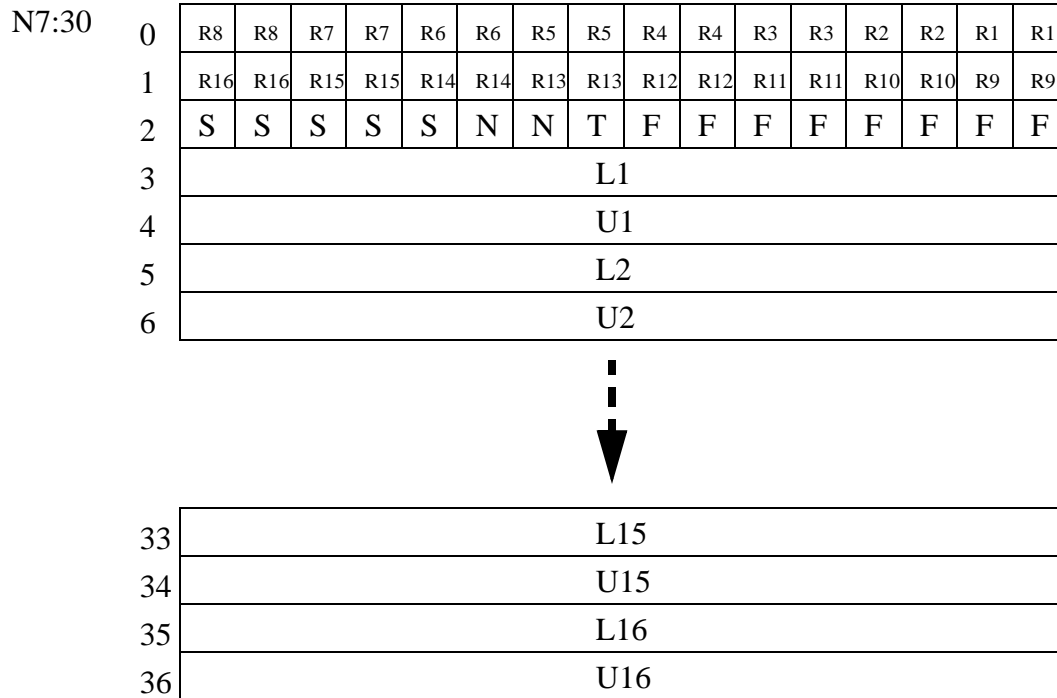 N7:30
0 R8 R8 R7 R7 R6 R6 R5 R5 R4 R4 R3 R3 R2 R2 R1 R1
1 R16 R16 R15 R15 R14 R14 R13 R13 R12 R12 R11 R11 R10 R10 R9 R9
2 S S S S S N N T F F F F F F F F
3 L1
4 U1
5 L2
6 U2
33 L15
34 U15
35 L16
36 U16